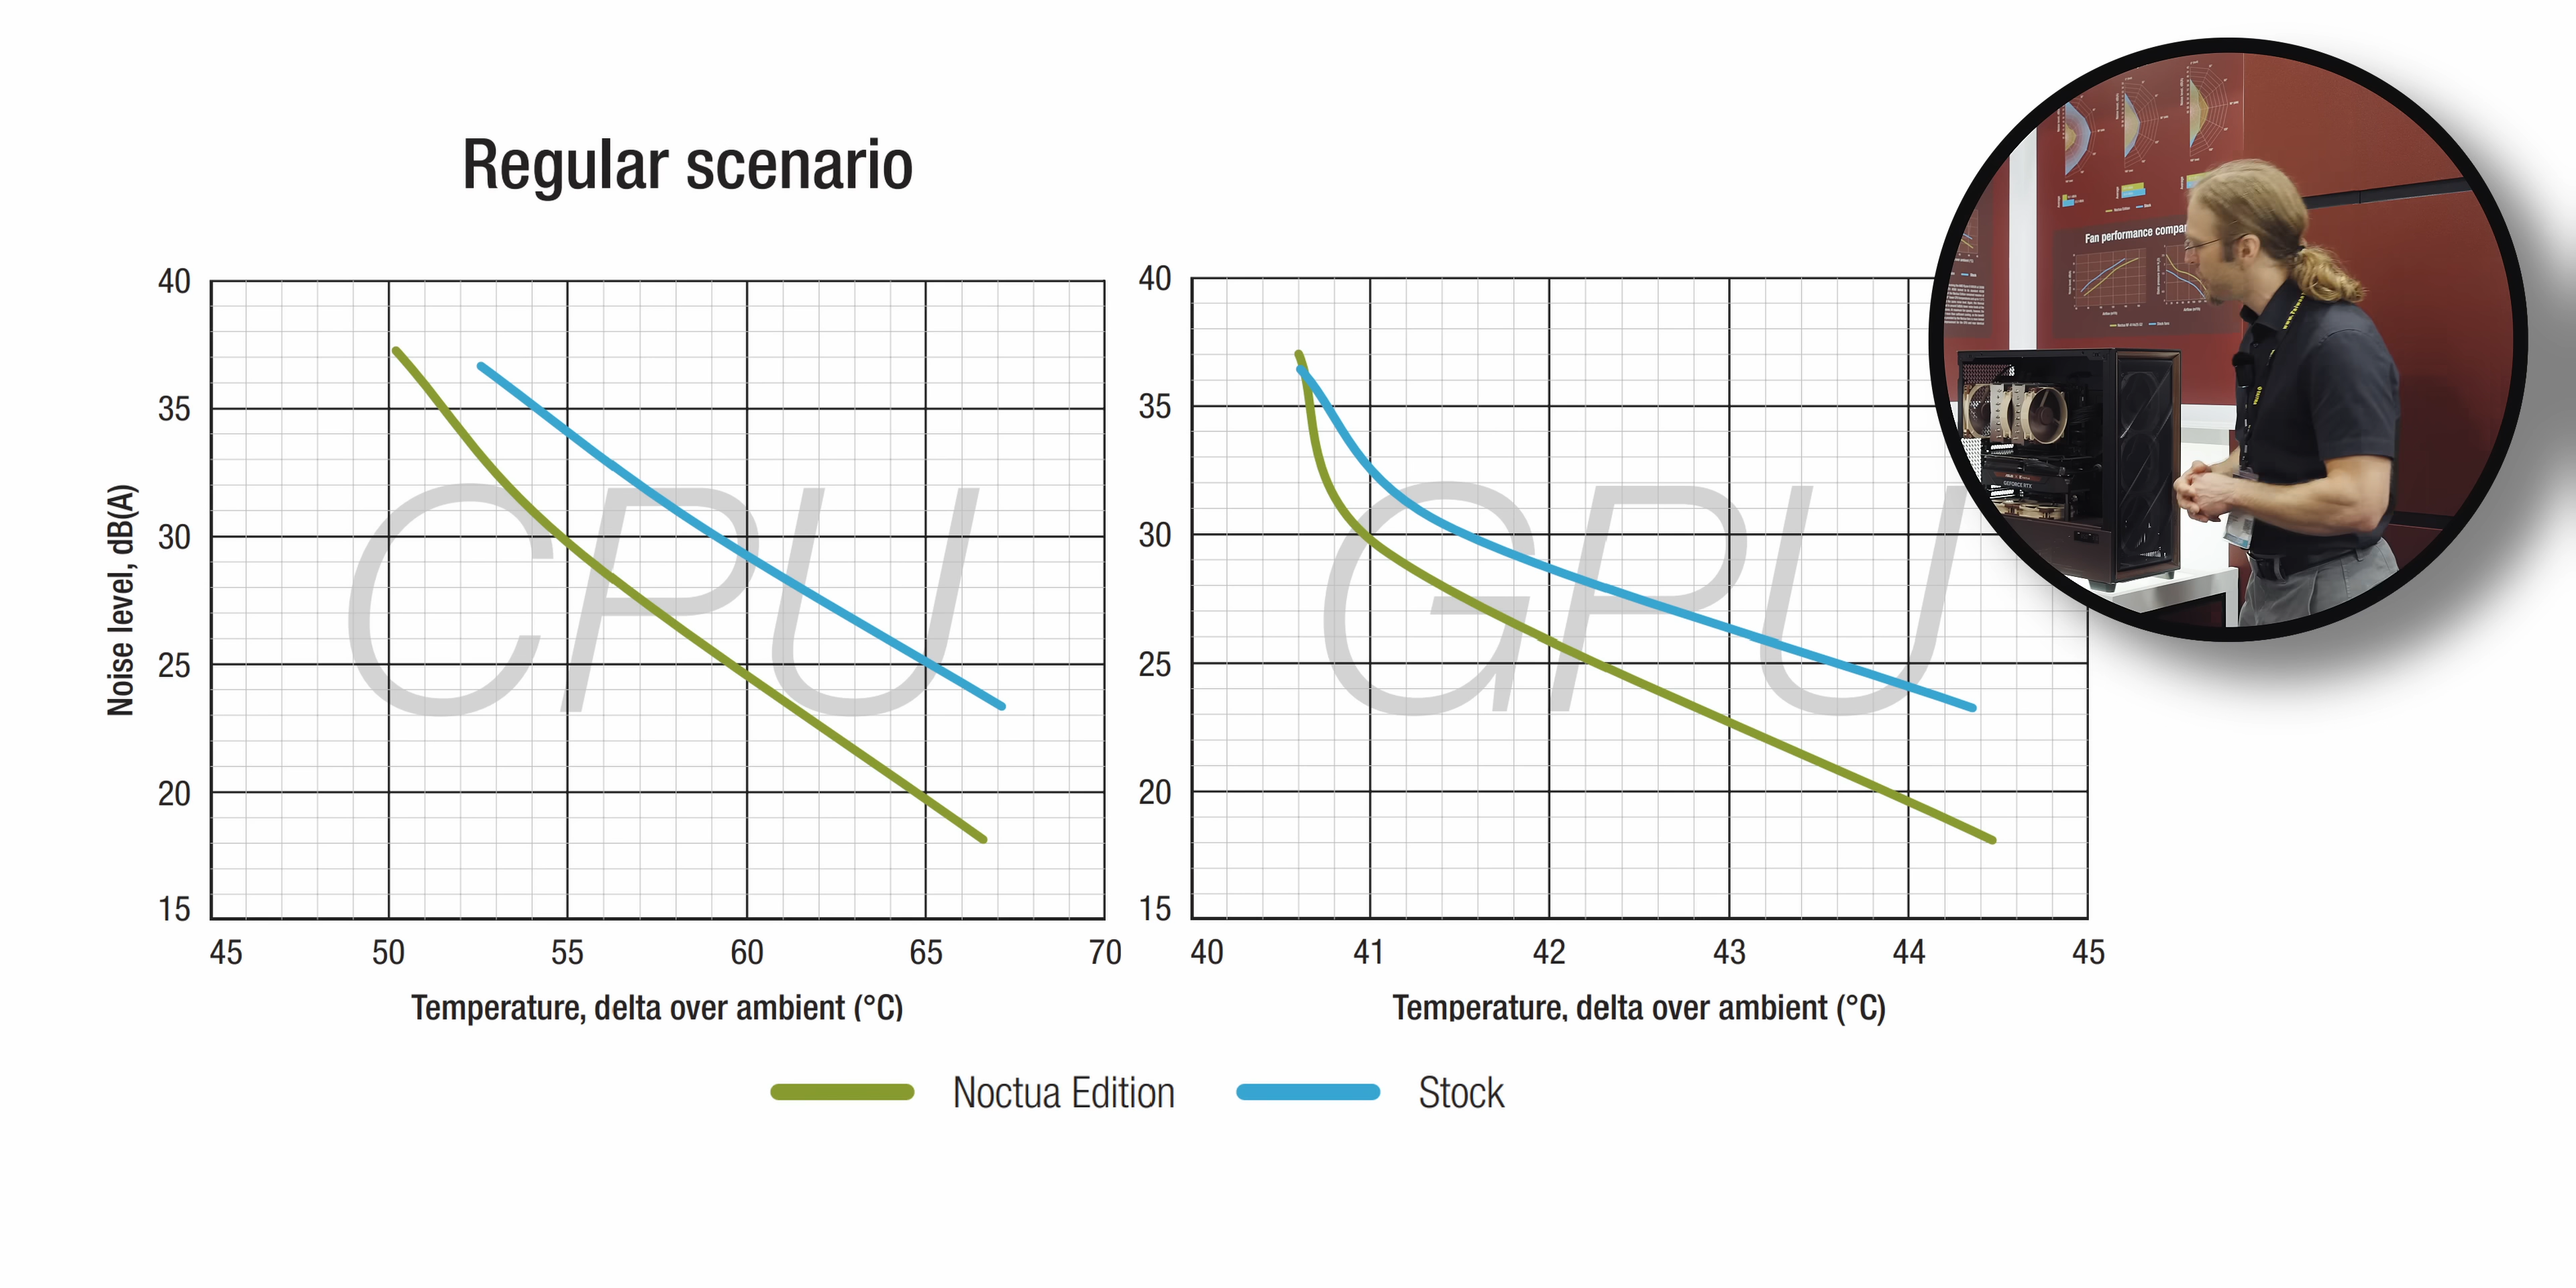 Regular scenario
Noise level, dB(A)
40
35
30
25
20
15
CPU
45 50 55 60 65 70
Temperature, delta over ambient (°C)
40
35
30
25
20
15
GPU
40 41 42 43 44 45
Temperature, delta over ambient (°C)
Noctua Edition
Stock
Fan performance compar
GEFORCE RTX